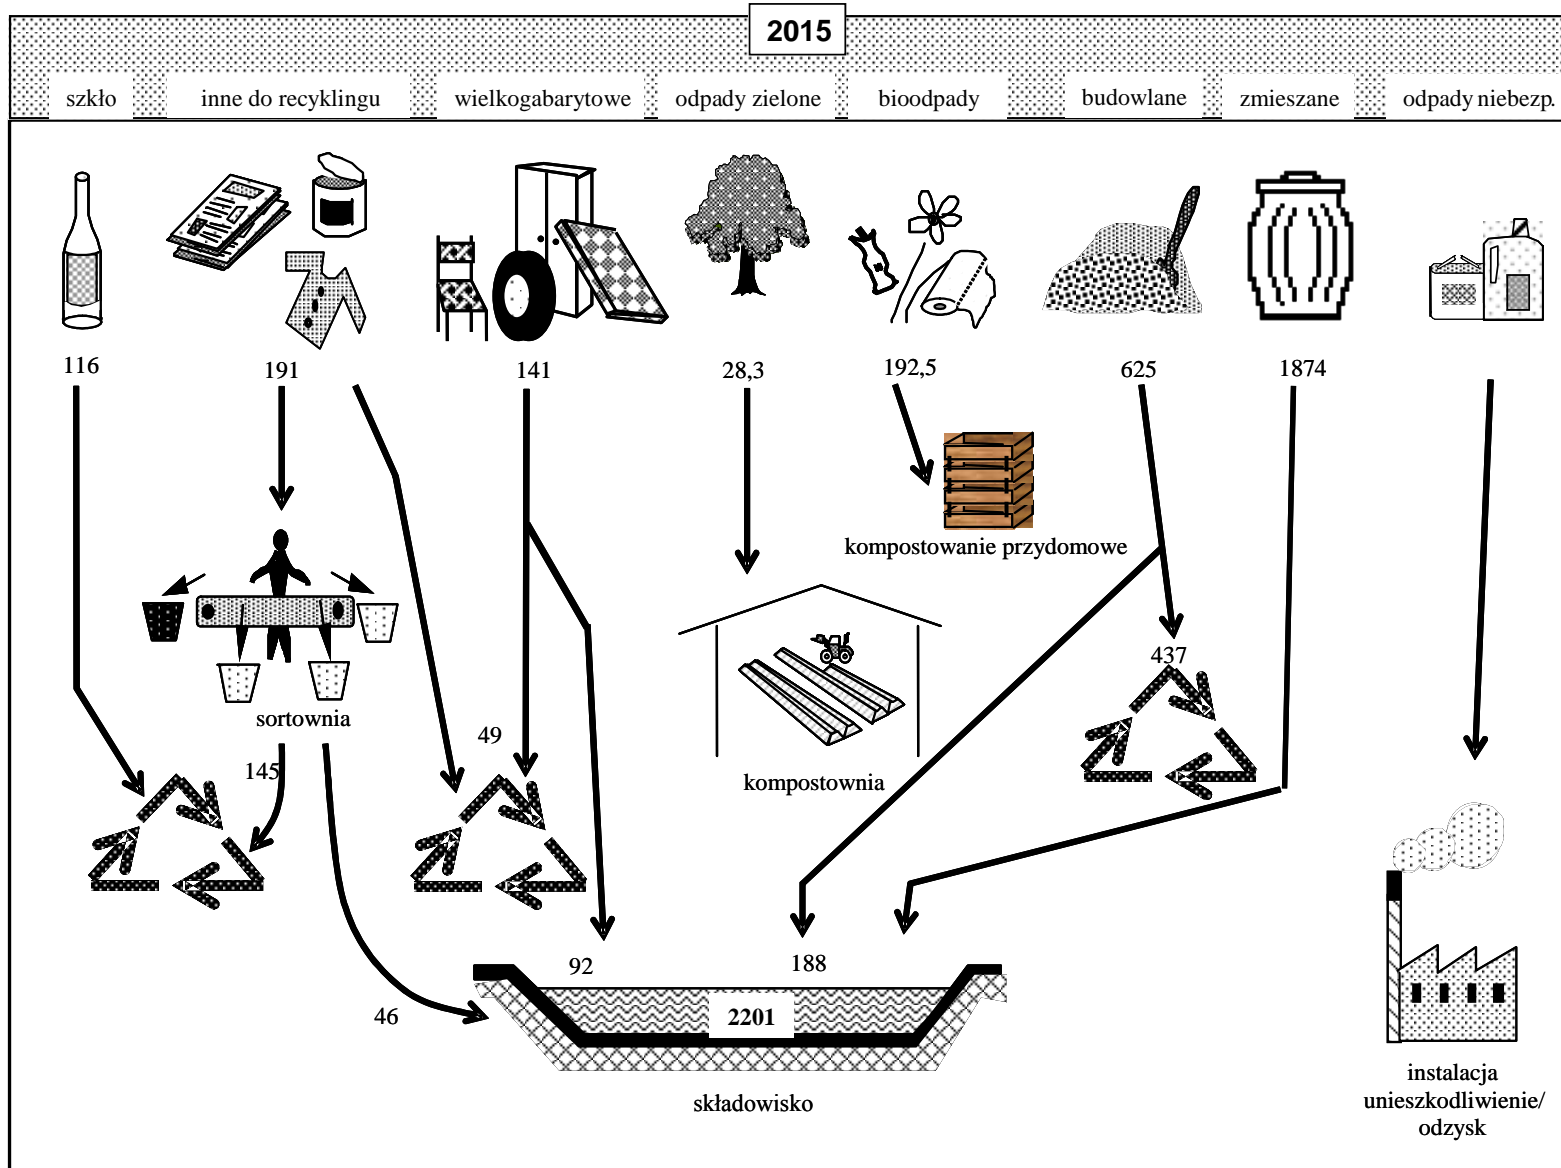 2015
szkło
inne do recyklingu
wielkogabarytowe
odpady zielone
bioodpady
budowlane
zmieszane
odpady niebezp.
116
191
141
28,3
192,5
625
1874
kompostowanie przydomowe
437
sortownia
49
145
kompostownia
92
188
46
2201
składowisko
instalacja
unieszkodliwienie/
odzysk